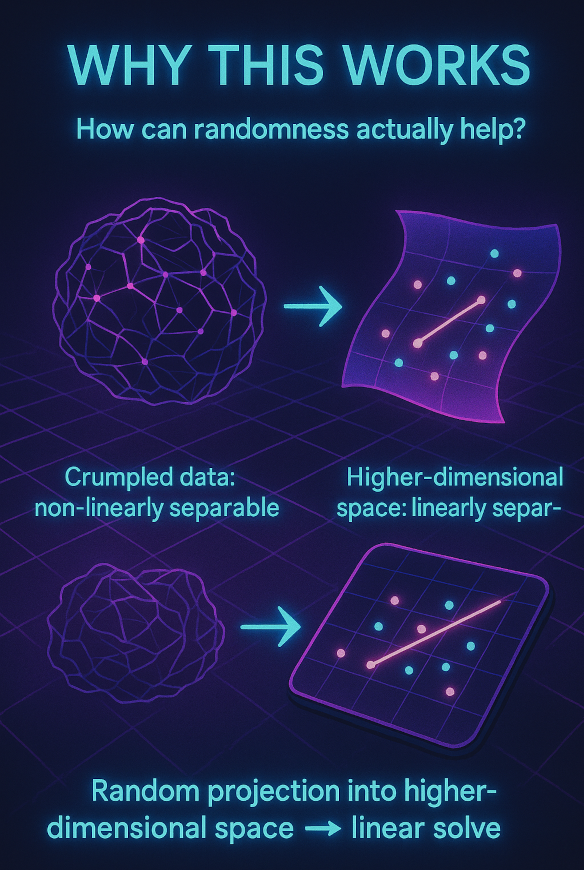 WHY THIS WORKS
How can randomness actually help?
Crumpled data:
non-linearly separable
Higher-dimensional
space: linearly separ-
Random projection into higher-
dimensional space → linear solve